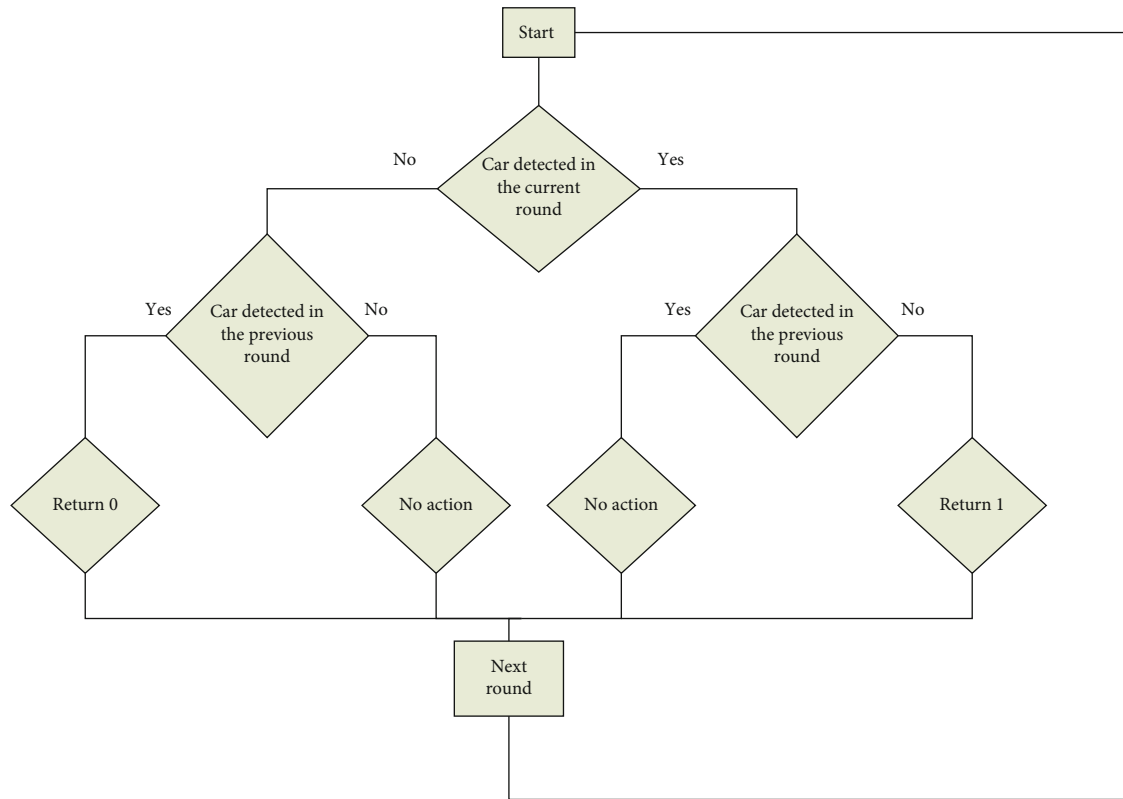 Start
No
Car detected in
the current
round
Yes
Yes
Car detected in
the previous
round
No
Yes
Car detected in
the previous
round
No
Return 0
No action
No action
Return 1
Next
round